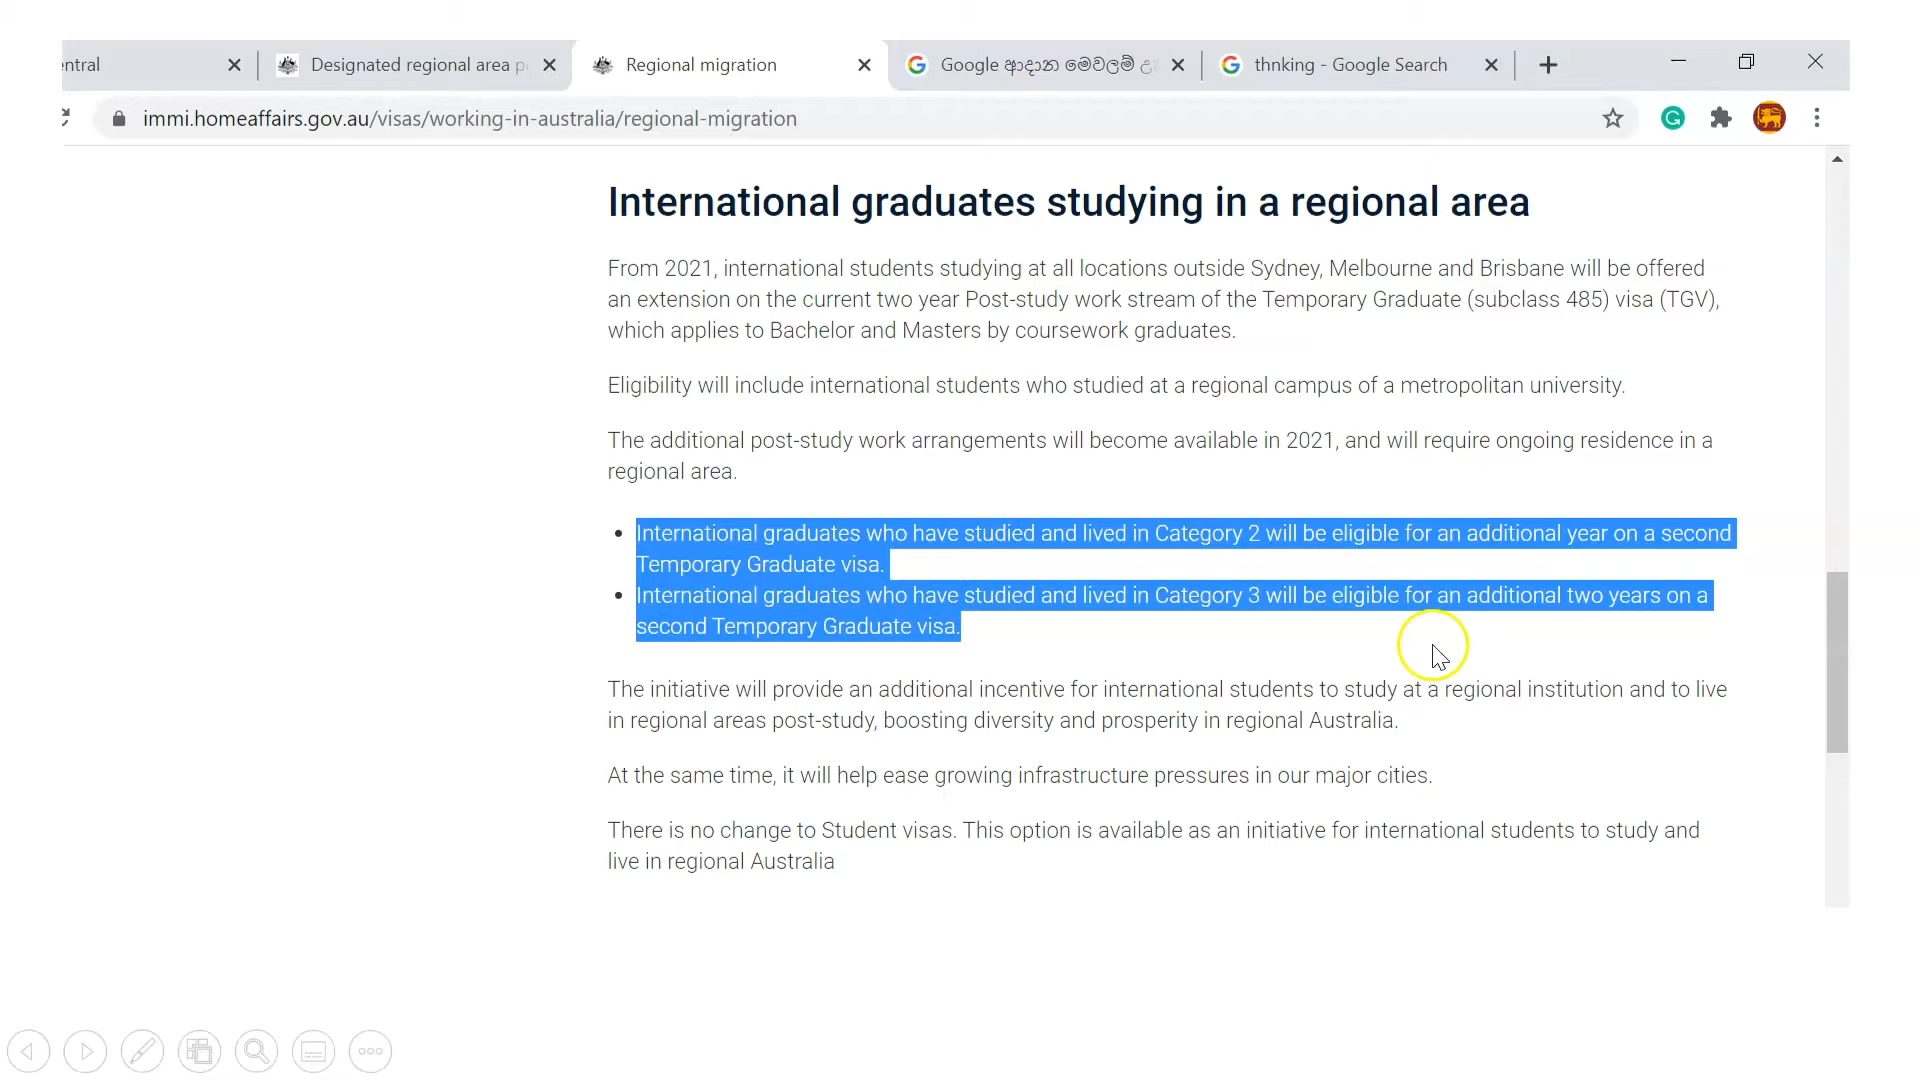 entral
Designated regional area p
Regional migration
Google ආදාන මෙවලම් උ
thnking - Google Search
immi.homeaffairs.gov.au/visas/working-in-australia/regional-migration
International graduates studying in a regional area
From 2021, international students studying at all locations outside Sydney, Melbourne and Brisbane will be offered
an extension on the current two year Post-study work stream of the Temporary Graduate (subclass 485) visa (TGV),
which applies to Bachelor and Masters by coursework graduates.
Eligibility will include international students who studied at a regional campus of a metropolitan university.
The additional post-study work arrangements will become available in 2021, and will require ongoing residence in a
regional area.
• International graduates who have studied and lived in Category 2 will be eligible for an additional year on a second
Temporary Graduate visa.
• International graduates who have studied and lived in Category 3 will be eligible for an additional two years on a
second Temporary Graduate visa.
The initiative will provide an additional incentive for international students to study at a regional institution and to live
in regional areas post-study, boosting diversity and prosperity in regional Australia.
At the same time, it will help ease growing infrastructure pressures in our major cities.
There is no change to Student visas. This option is available as an initiative for international students to study and
live in regional Australia